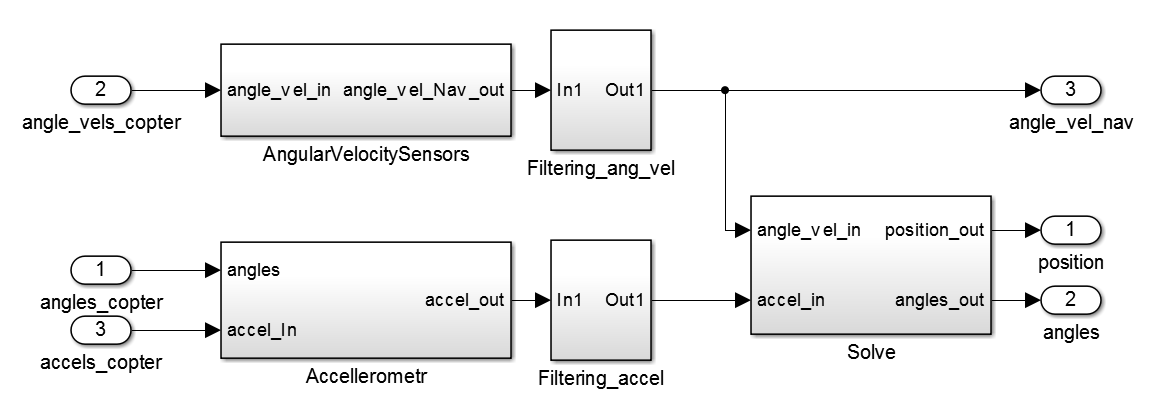 2
angle_vels_copter
angle_vel_in angle_vel_Nav_out
AngularVelocitySensors
In1 Out1
Filtering_ang_vel
3
angle_vel_nav
1
angles_copter
3
accels_copter
angles
accel_out
accel_In
Accellerometr
In1 Out1
Filtering_accel
angle_vel_in position_out
accel_in angles_out
Solve
1
position
2
angles